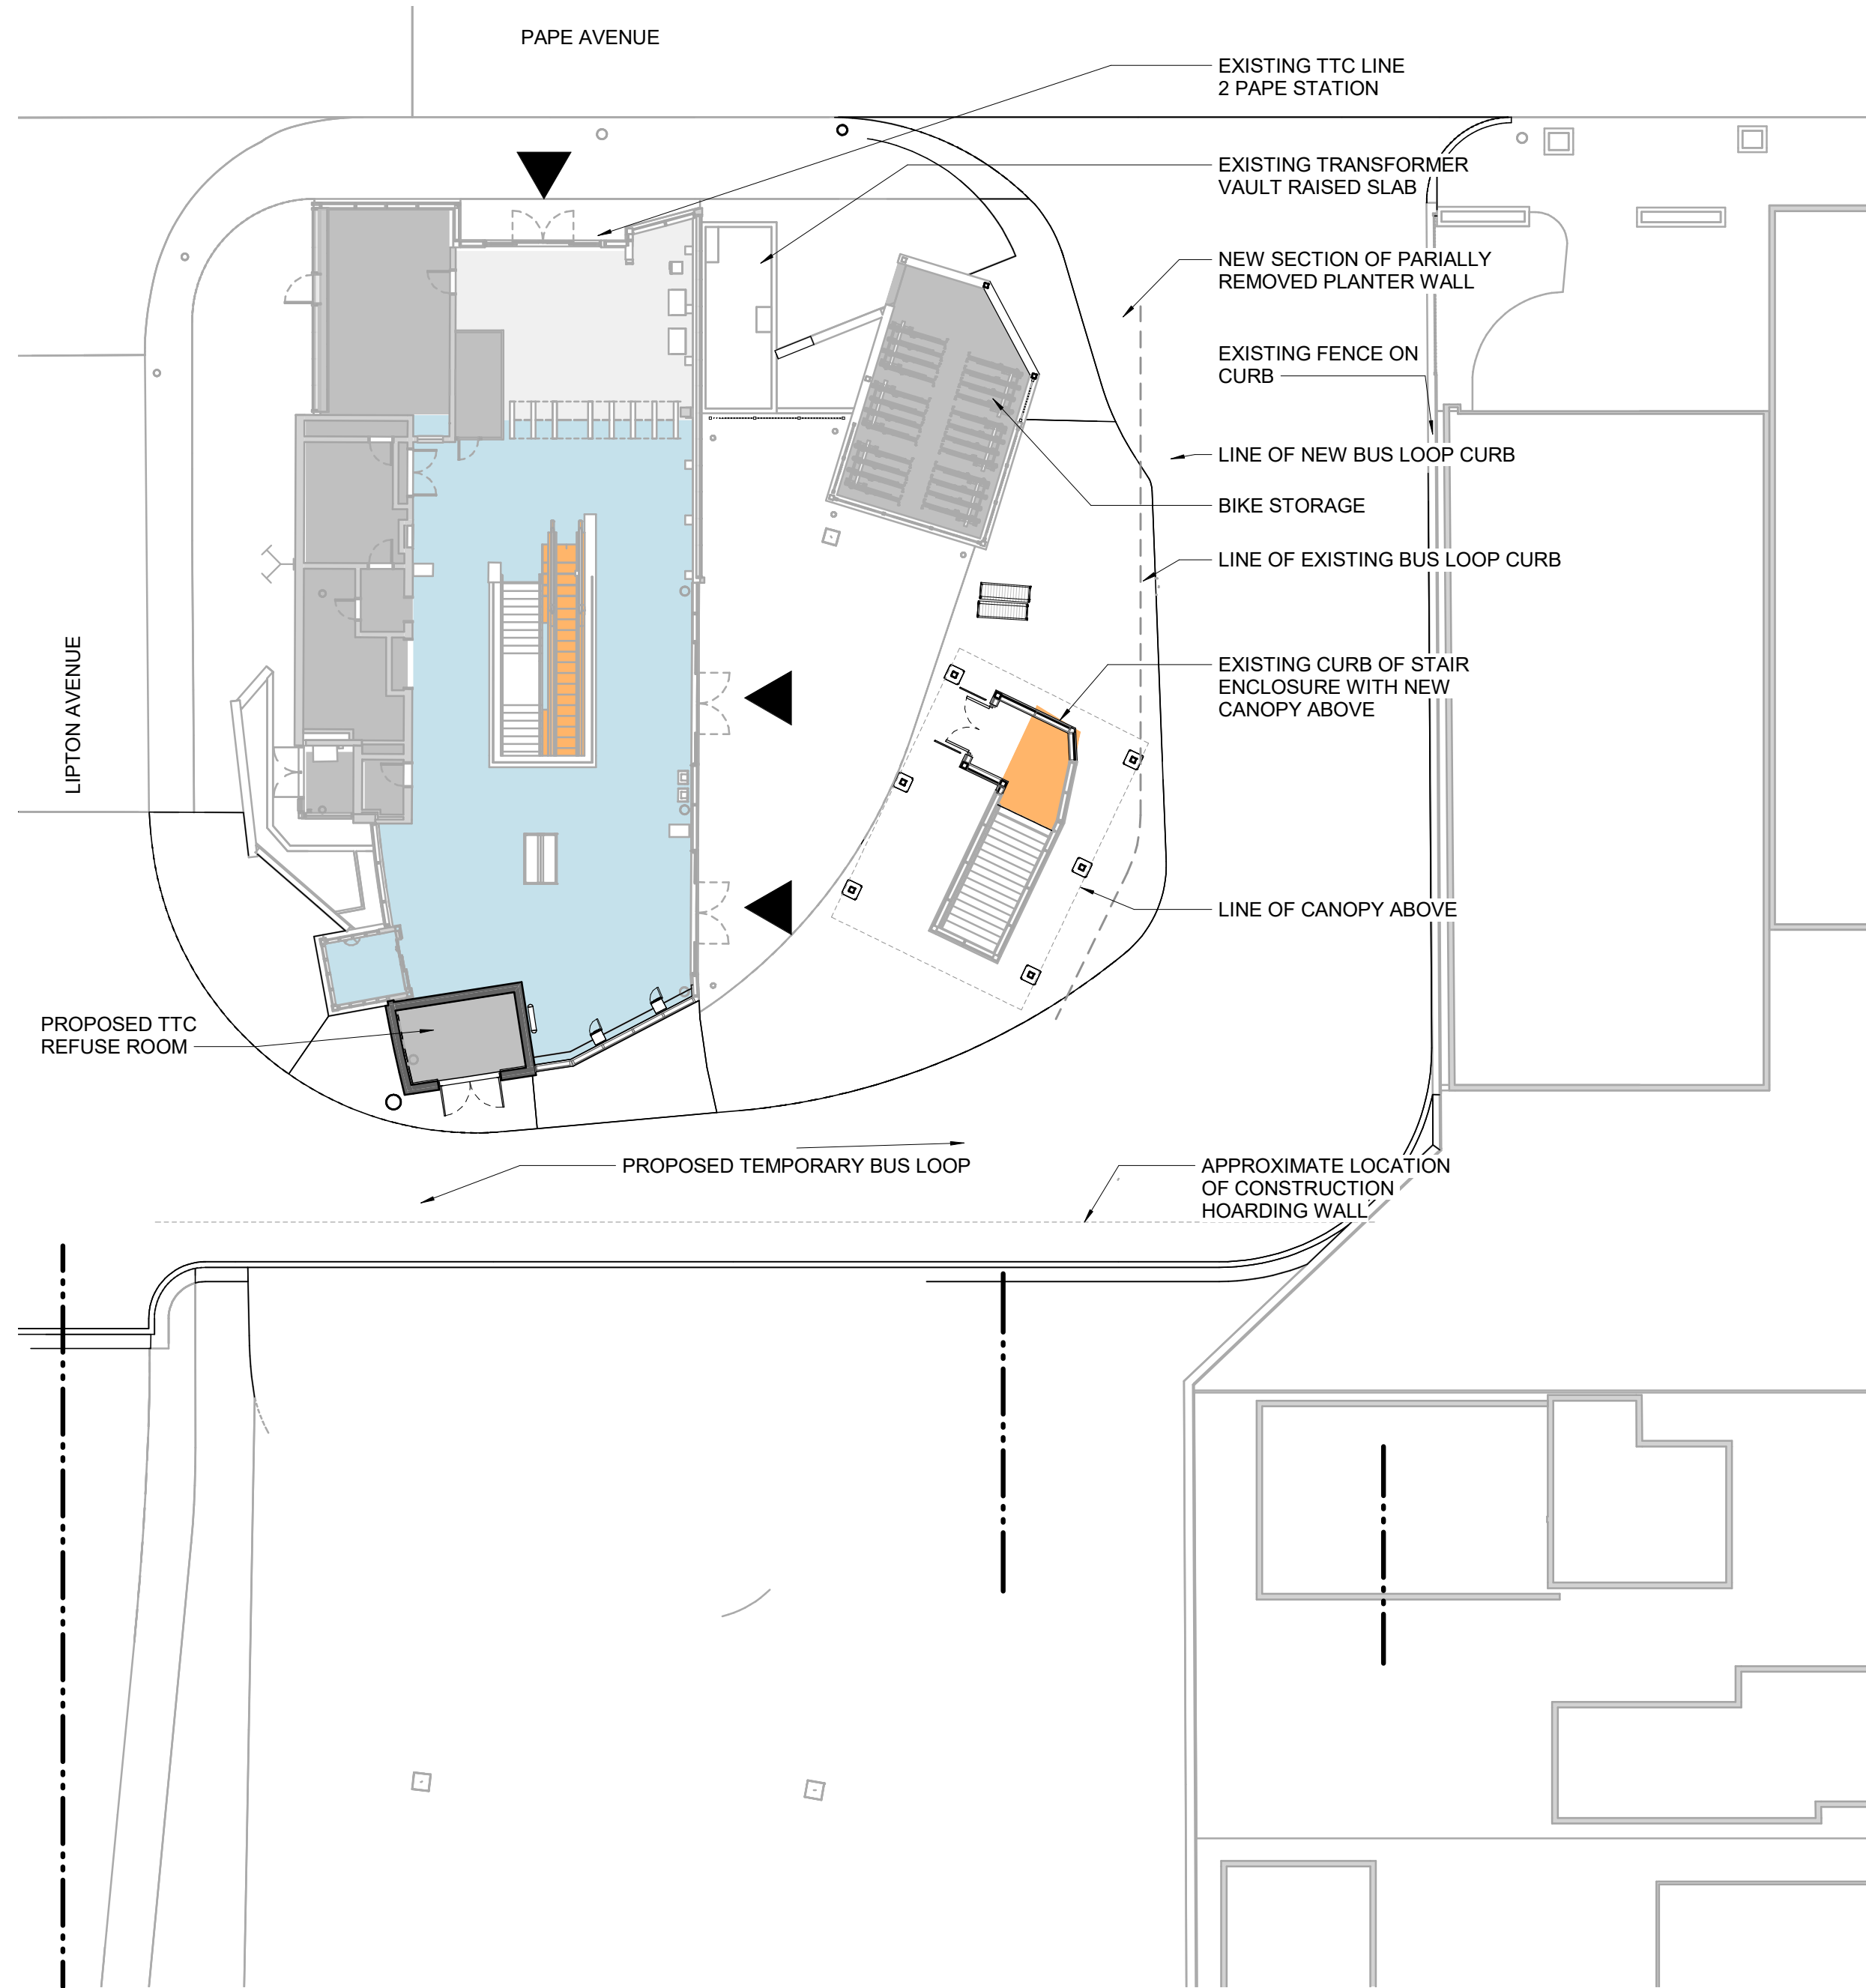 PAPE AVENUE
EXISTING TTC LINE
2 PAPE STATION
EXISTING TRANSFORMER
VAULT RAISED SLAB
NEW SECTION OF PARIALLY
REMOVED PLANTER WALL
EXISTING FENCE ON
CURB
LINE OF NEW BUS LOOP CURB
BIKE STORAGE
LINE OF EXISTING BUS LOOP CURB
LIPTON AVENUE
EXISTING CURB OF STAIR
ENCLOSURE WITH NEW
CANOPY ABOVE
LINE OF CANOPY ABOVE
PROPOSED TTC
REFUSE ROOM
PROPOSED TEMPORARY BUS LOOP
APPROXIMATE LOCATION
OF CONSTRUCTION
HOARDING WALL